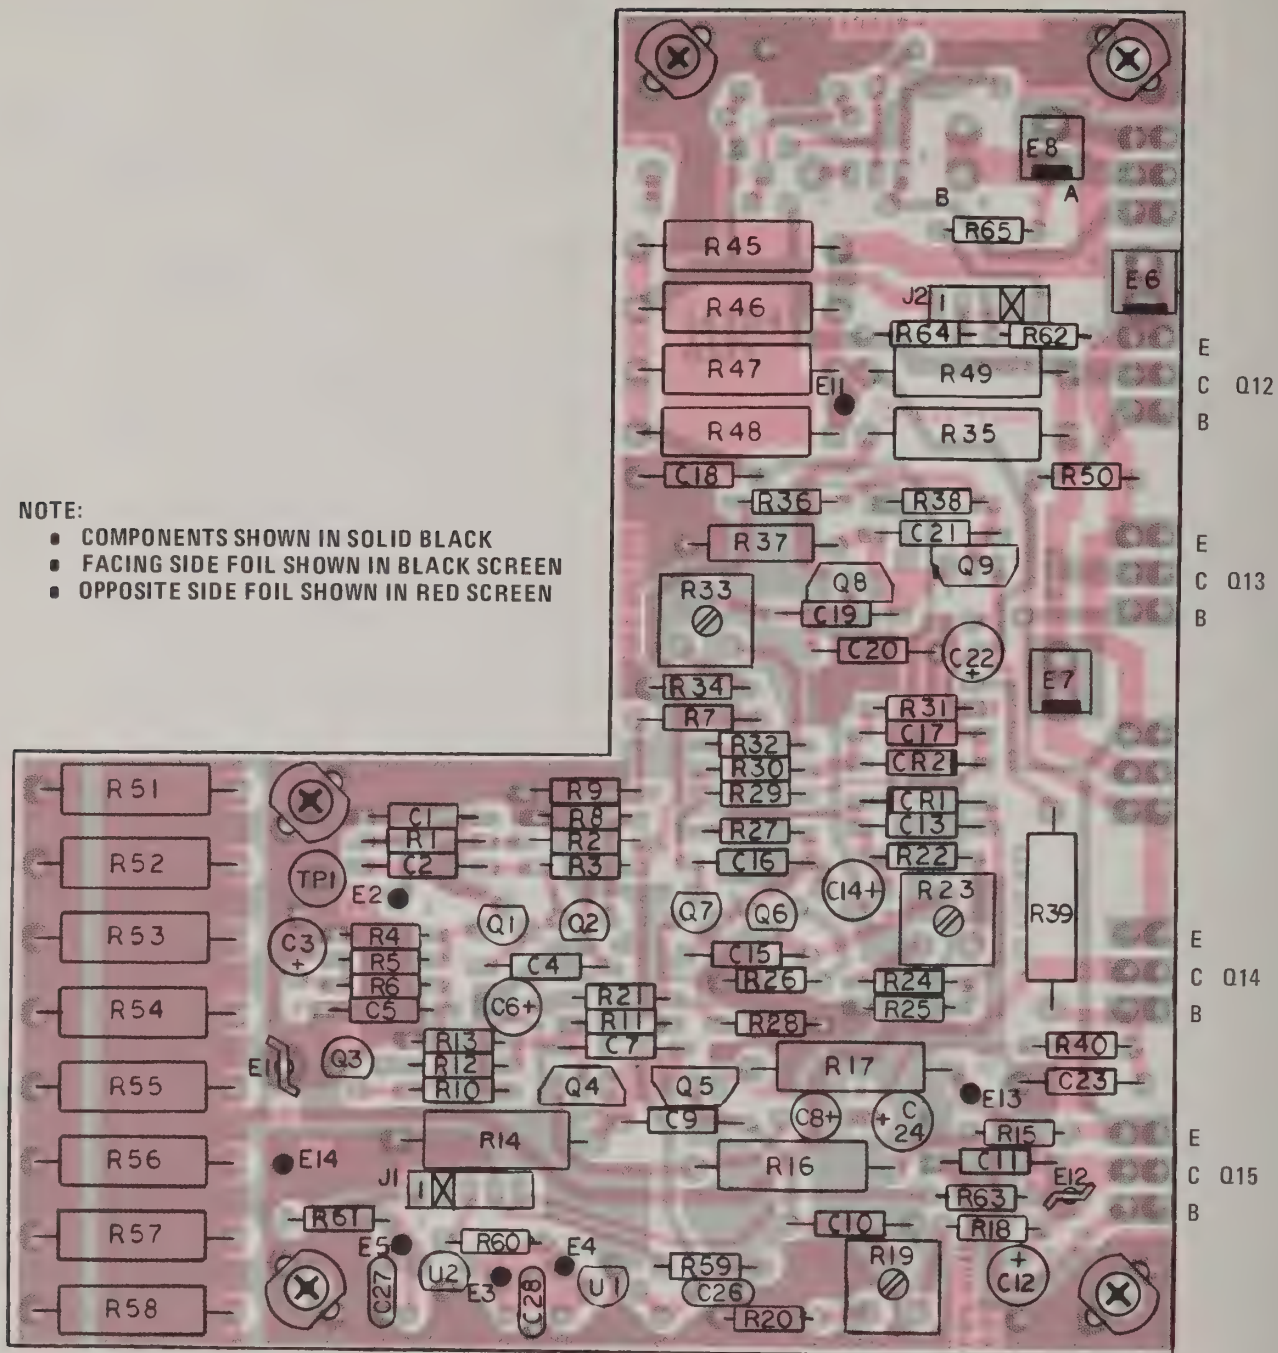 E8
B
A
R65
R45
E6
J2 1
R46
R64
R62
E
R47
R49
C Q12
E11
B
R48
R35
C18
R50
R36
R38
NOTE:
• COMPONENTS SHOWN IN SOLID BLACK
• FACING SIDE FOIL SHOWN IN BLACK SCREEN
• OPPOSITE SIDE FOIL SHOWN IN RED SCREEN
C21
R37
E
Q9
Q8
C Q13
R33
C19
B
C20
C22
+
E7
R34
R31
R7
C17
R32
CR2
R30
R51
R9
R29
CR1
C1
R8
C13
R27
R1
R2
R52
C2
R3
C16
R22
TP1
E2
C14+
R23
Q1
Q2
Q7
Q6
R39
R53
C3
+
R4
E
R5
C4
C15
C Q14
R6
R26
R24
R54
C5
C6+
R21
R25
B
R11
R28
R13
C7
R40
E1
Q3
R12
R17
R55
R10
Q4
Q5
C23
E13
C9
C8+
+ C
24
R14
R15
E
R56
E14
R16
C11
C Q15
J1
1
E12
R63
B
R61
C10
R18
R57
E5
R60
E4
R19
+
C12
U2
R59
E3
U1
C27
C28
C26
R58
R20